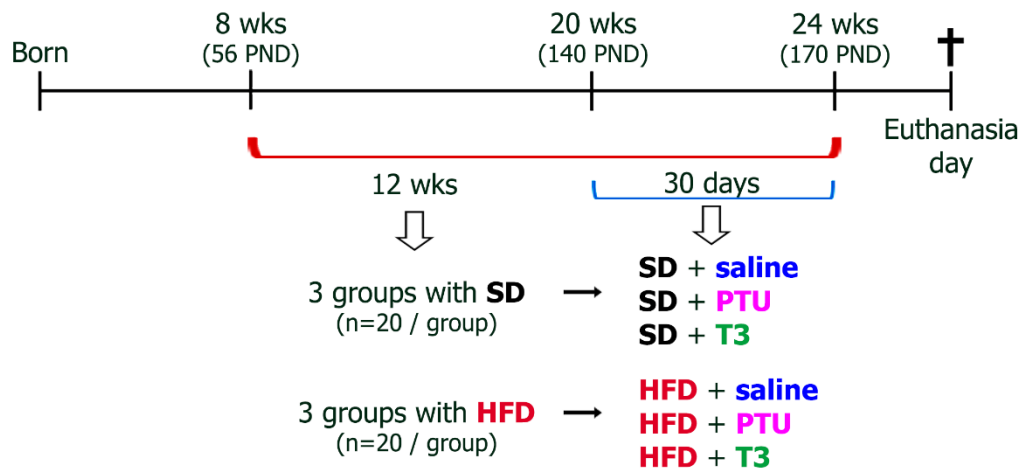 Born
8 wks
(56 PND)
20 wks
(140 PND)
24 wks
(170 PND)
Euthanasia
day
12 wks
30 days
3 groups with SD
(n=20 / group)
SD + saline
SD + PTU
SD + T3
3 groups with HFD
(n=20 / group)
HFD + saline
HFD + PTU
HFD + T3